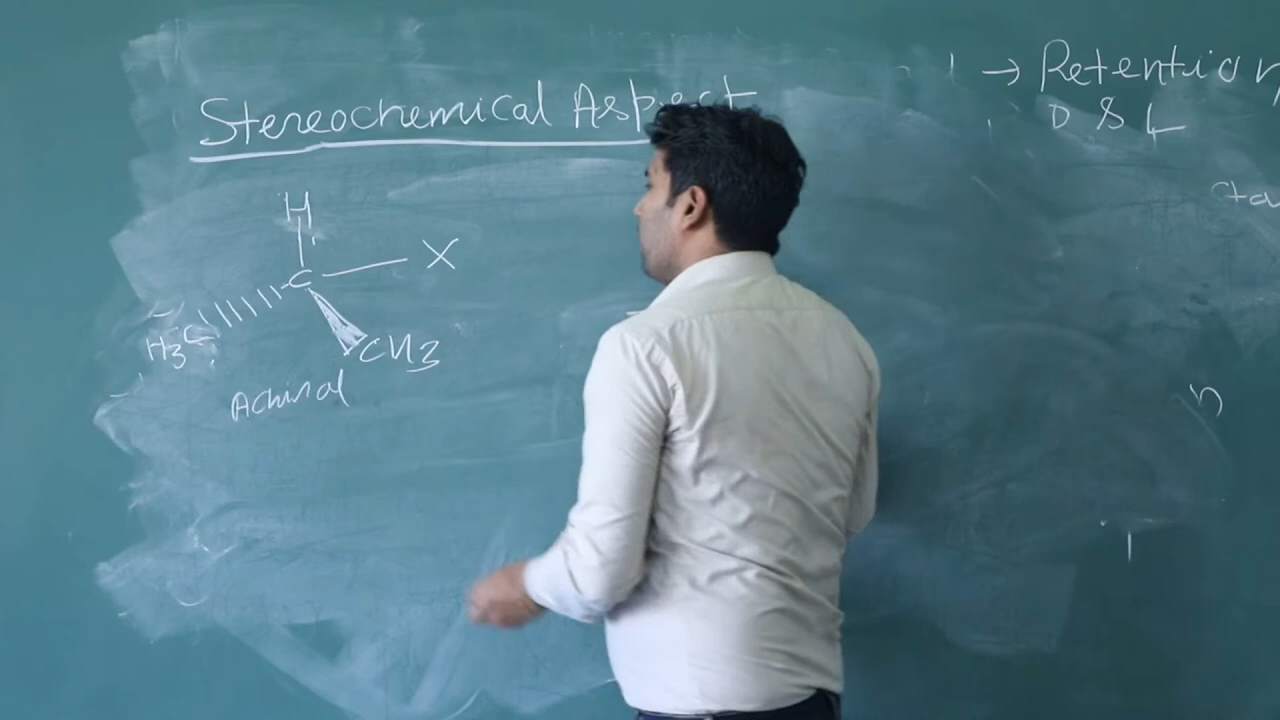 Stereochemical Aspect
→ Retention
D & L
H
C
X
H3C
CH3
Achiral